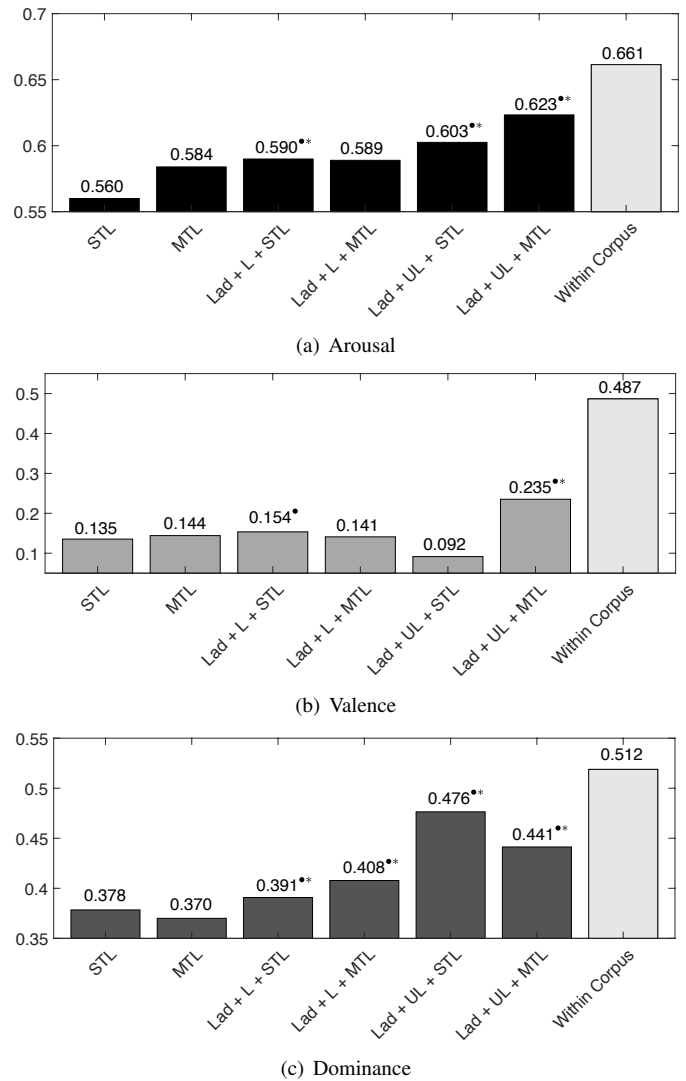 0.7
0.65
0.6
0.55
0.560
0.584
0.590•*
0.589
0.603•*
0.623•*
0.661
STL
MTL
Lad + L + STL
Lad + L + MTL
Lad + UL + STL
Lad + UL + MTL
Within Corpus
(a) Arousal
0.5
0.4
0.3
0.2
0.1
0.135
0.144
0.154•
0.141
0.092
0.235•*
0.487
STL
MTL
Lad + L + STL
Lad + L + MTL
Lad + UL + STL
Lad + UL + MTL
Within Corpus
(b) Valence
0.55
0.5
0.45
0.4
0.35
0.378
0.370
0.391•*
0.408•*
0.476•*
0.441•*
0.512
STL
MTL
Lad + L + STL
Lad + L + MTL
Lad + UL + STL
Lad + UL + MTL
Within Corpus
(c) Dominance